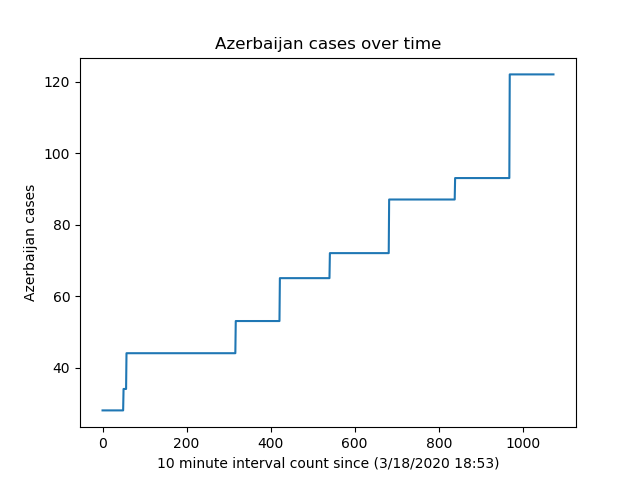 Azerbaijan cases over time
120
100
80
60
40
Azerbaijan cases
0 200 400 600 800 1000
10 minute interval count since (3/18/2020 18:53)